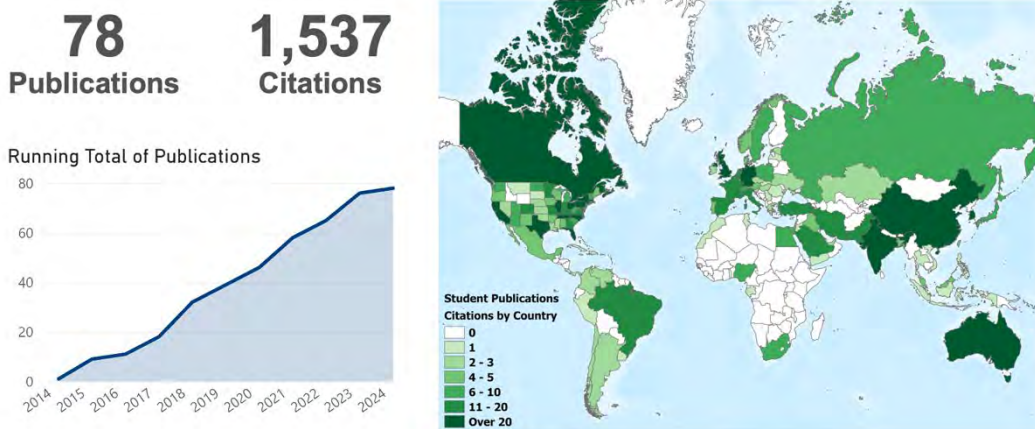 78
Publications
1,537
Citations
Running Total of Publications
80
60
40
20
0
2014
2015
2016
2017
2018
2019
2020
2021
2022
2023
2024
Student Publications
Citations by Country
0
1
2 - 3
4 - 5
6 - 10
11 - 20
Over 20